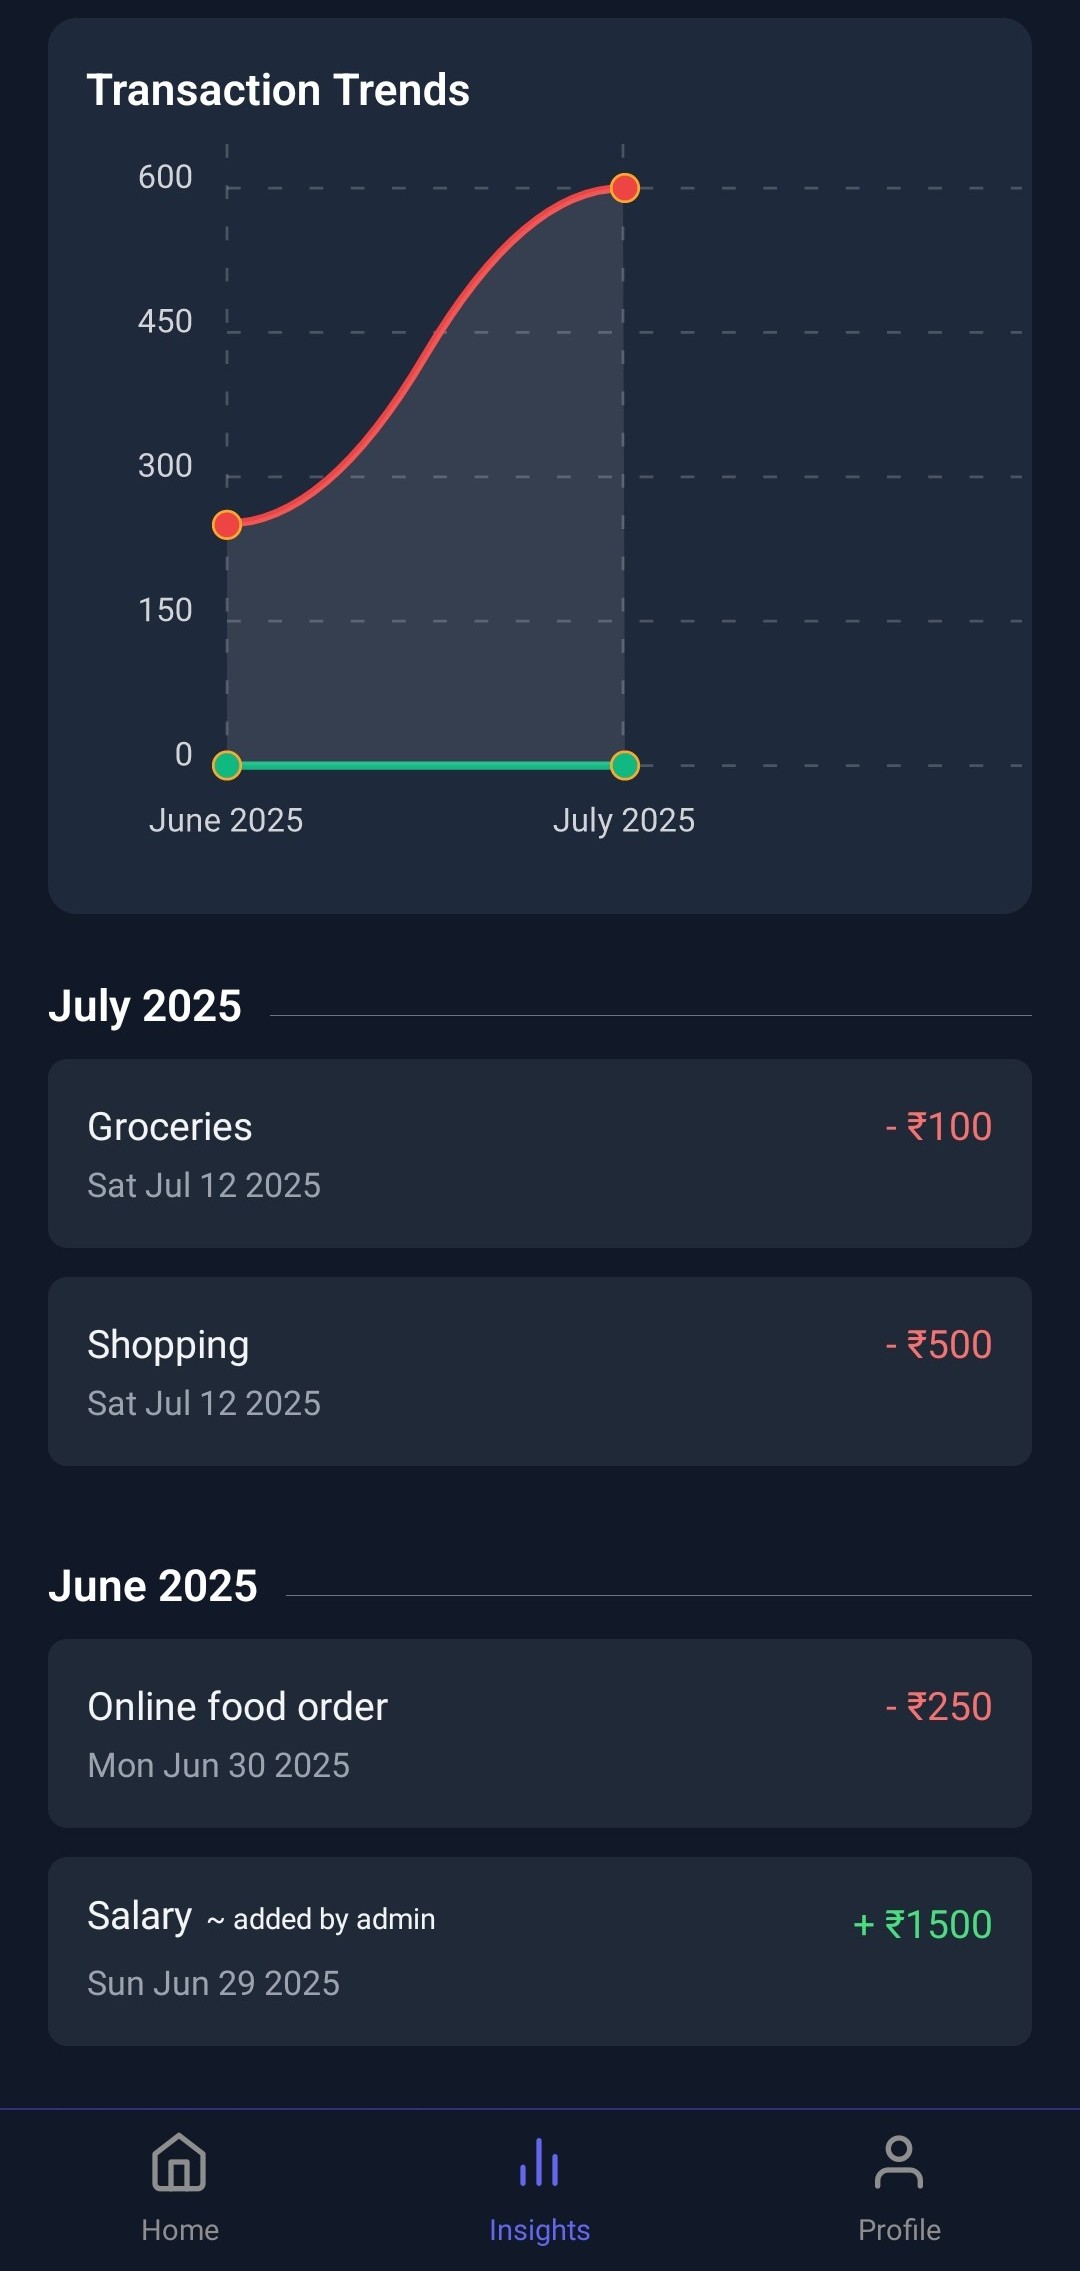 Transaction Trends
600
450
300
150
0
June 2025 July 2025
July 2025
Groceries - ₹100
Sat Jul 12 2025
Shopping - ₹500
Sat Jul 12 2025
June 2025
Online food order - ₹250
Mon Jun 30 2025
Salary ~ added by admin + ₹1500
Sun Jun 29 2025
Home Insights Profile